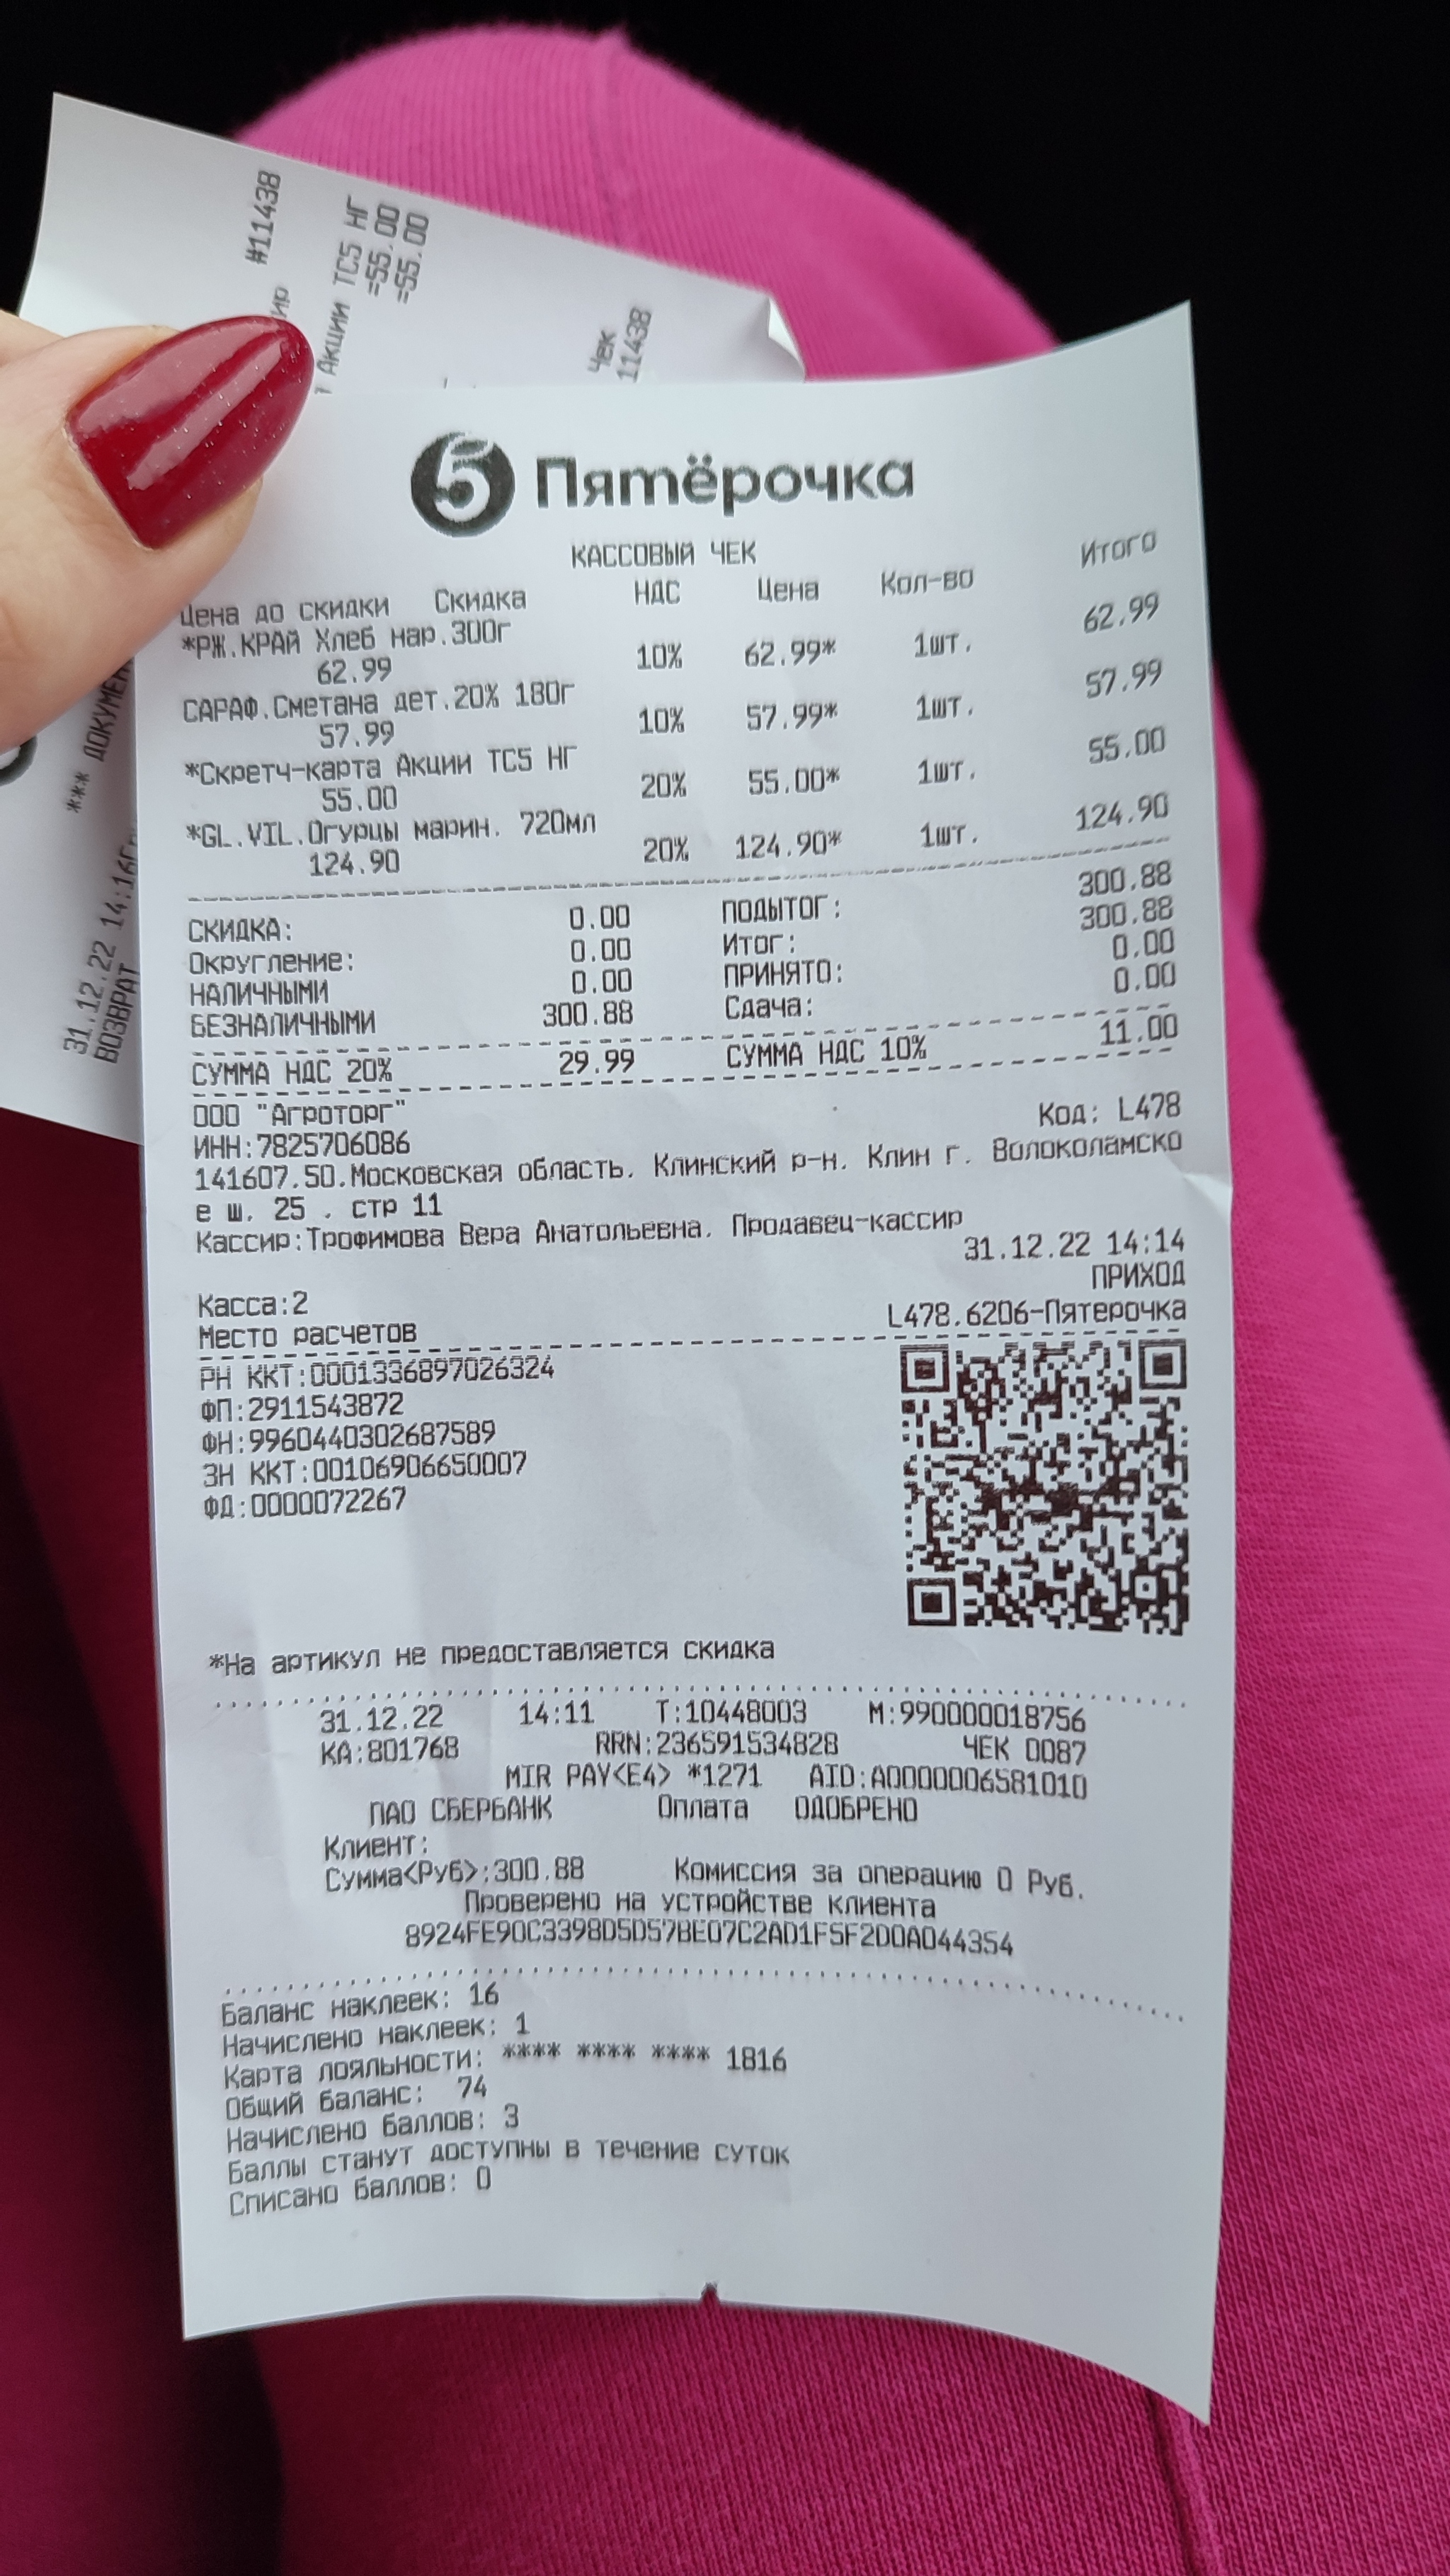 #11438
Акции ТС5 НГ
=55.00
=55.00
Чек
11438
31.12.22 14:16
ВОЗВРАТ
5 Пятёрочка
КАССОВЫЙ ЧЕК
Цена до скидки Скидка НДС Цена Кол-во Итого
*РЖ.КРАЙ Хлеб нар.300г
62.99 10% 62.99* 1шт. 62.99
САРАФ.Сметана дет.20% 180г
57.99 10% 57.99* 1шт. 57.99
*Скретч-карта Акции ТС5 НГ
55.00 20% 55.00* 1шт. 55.00
*GL.VIL.Огурцы марин. 720мл
124.90 20% 124.90* 1шт. 124.90
СКИДКА: 0.00 ПОДЫТОГ: 300.88
Округление: 0.00 Итог: 300.88
НАЛИЧНЫМИ 0.00 ПРИНЯТО: 0.00
БЕЗНАЛИЧНЫМИ 300.88 Сдача: 0.00
СУММА НДС 20% 29.99 СУММА НДС 10% 11.00
ООО "Агроторг" Код: L478
ИНН:7825706086
141607.50.Московская область. Клинский р-н. Клин г. Волоколамско
е ш. 25 . стр 11
Кассир:Трофимова Вера Анатольевна. Продавец-кассир
31.12.22 14:14
ПРИХОД
Касса:2
Место расчетов L478.6206-Пятерочка
РН ККТ:0001336897026324
ФП:2911543872
ФН:9960440302687589
ЗН ККТ:00106906650007
ФД:0000072267
*На артикул не предоставляется скидка
31.12.22 14:11 Т:10448003 М:990000018756
КА:801768 RRN:236591534828 ЧЕК 0087
MIR PAY<E4> *1271 AID:A0000006581010
ПАО СБЕРБАНК Оплата ОДОБРЕНО
Клиент:
Сумма<Руб>:300.88 Комиссия за операцию 0 Руб.
Проверено на устройстве клиента
8924FE90C3398D5D57BE07C2AD1F5F2D0A044354
Баланс наклеек: 16
Начислено наклеек: 1
Карта лояльности: **** **** **** 1816
Общий баланс: 74
Начислено баллов: 3
Баллы станут доступны в течение суток
Списано баллов: 0